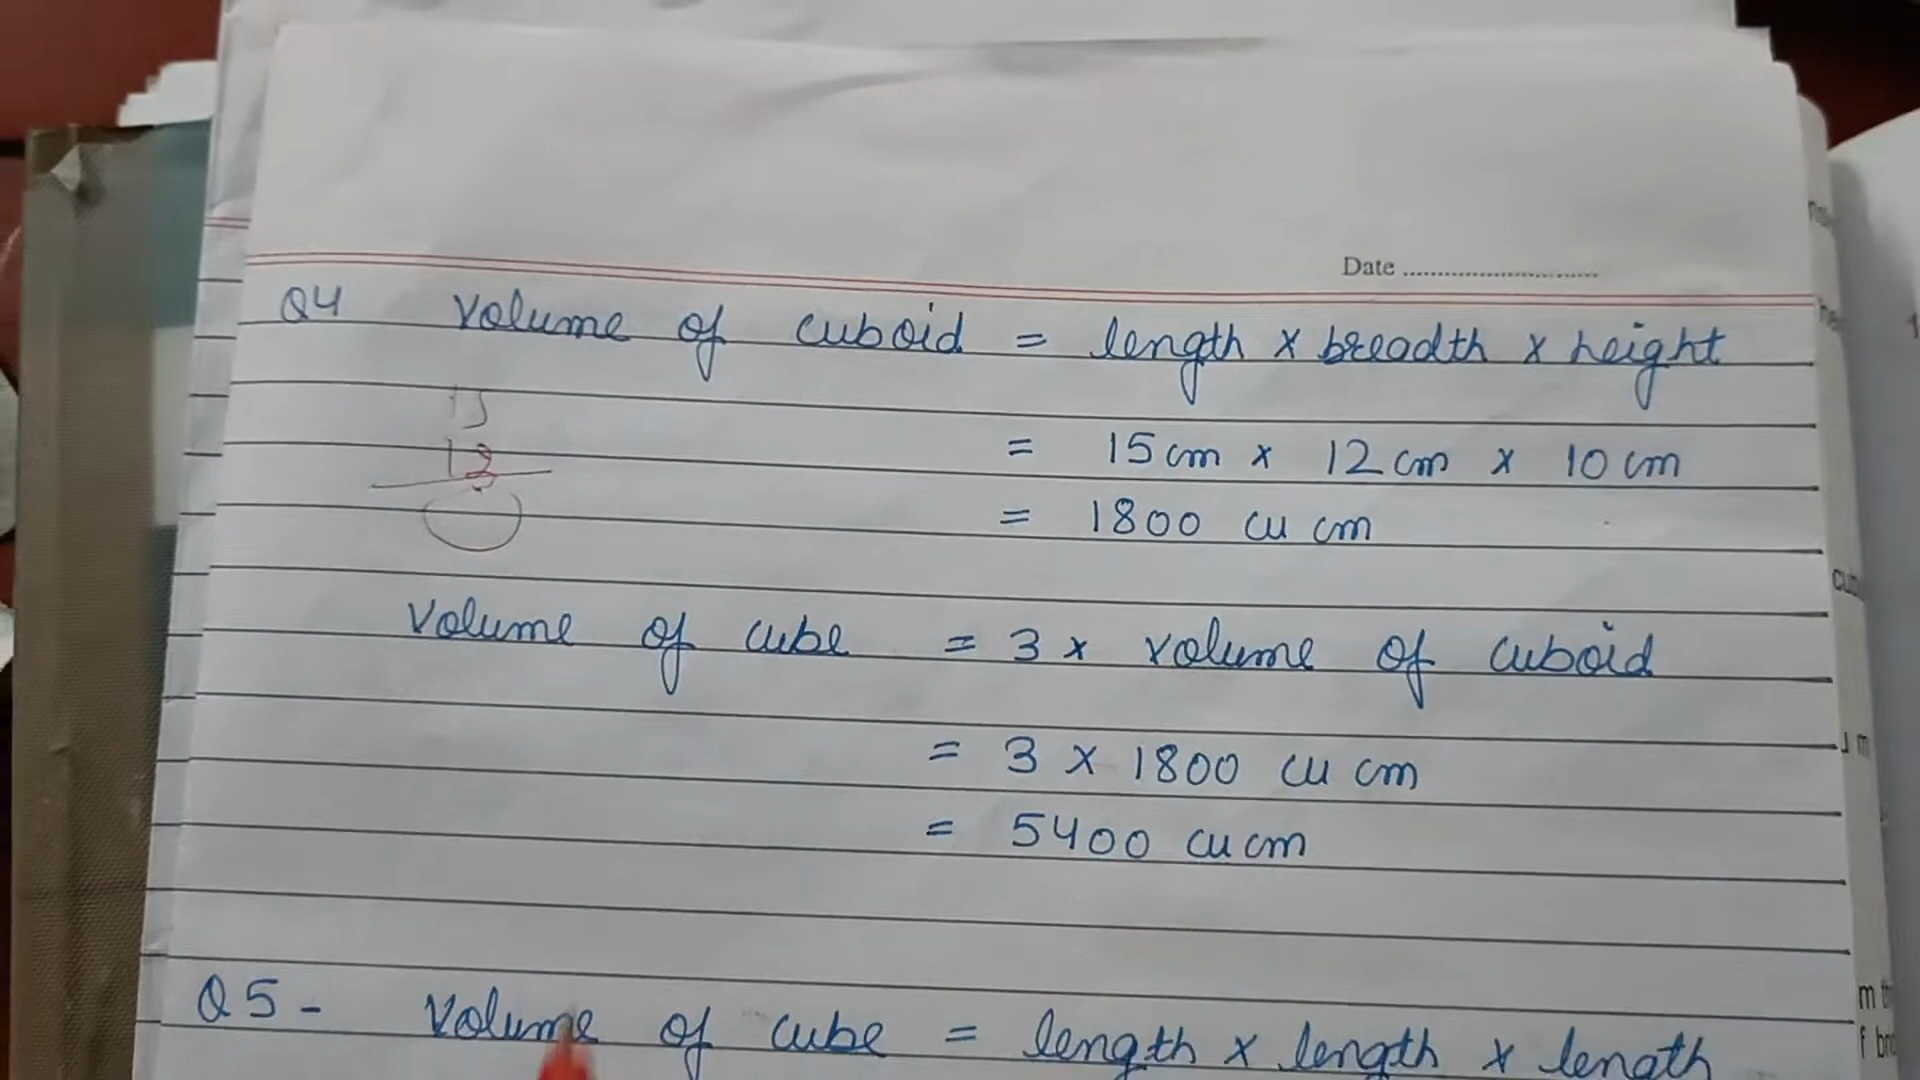 Date ............................
Q4 Volume of cuboid = length x breadth x height
15
12
= 15 cm x 12 cm x 10 cm
= 1800 cu cm
Volume of cube = 3 x volume of cuboid
= 3 x 1800 cu cm
= 5400 cu cm
Q5 - Volume of cube = length x length x length